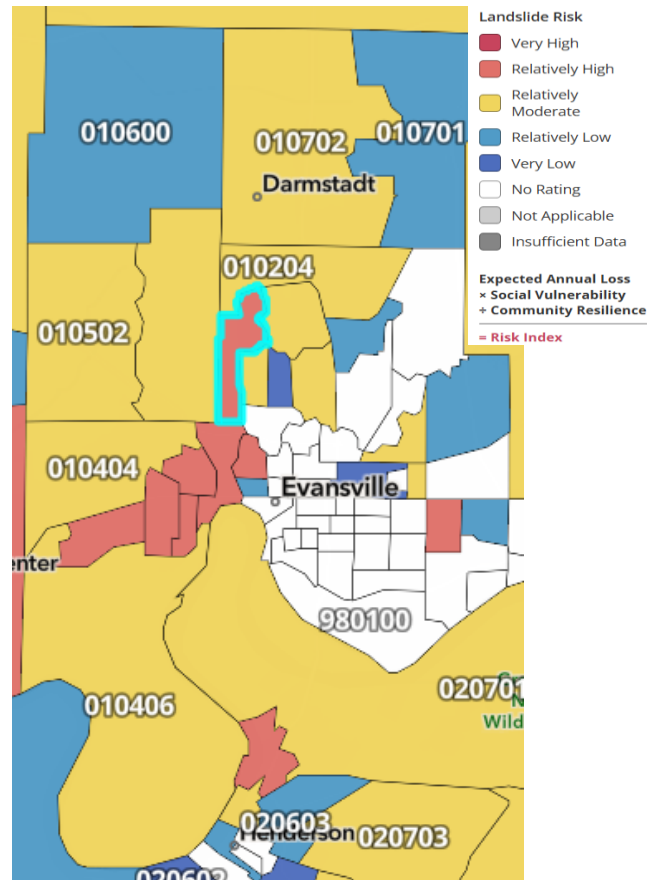 Landslide Risk
Very High
Relatively High
Relatively
Moderate
Relatively Low
Very Low
No Rating
Not Applicable
Insufficient Data
Expected Annual Loss
× Social Vulnerability
÷ Community Resilience
= Risk Index
010600
010702
010701
Darmstadt
010204
010502
010404
Evansville
enter
980100
020701
Wild
010406
020603
Henderson
020703